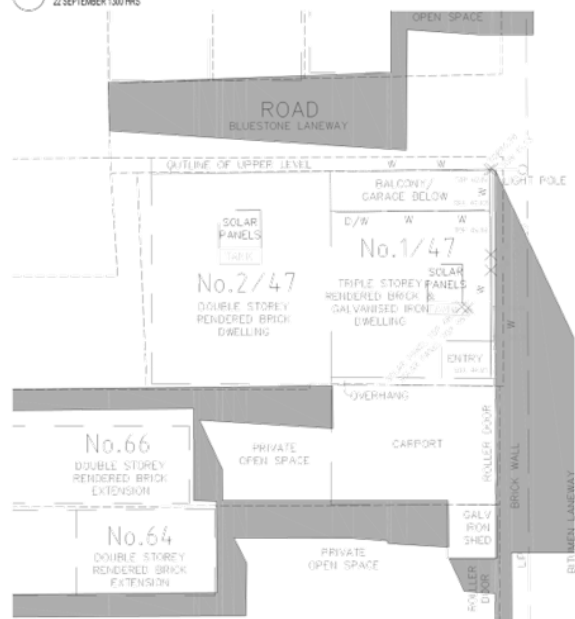 22 SEPTEMBER 1300 HRS
OPEN SPACE
ROAD
BLUESTONE LANEWAY
OUTLINE OF UPPER LEVEL
W
W
LIGHT POLE
BALCONY/
GARAGE BELOW
W
D/W
W
W
SOLAR
PANELS
No.1/47
SOLAR
PANELS
No.2/47
TRIPLE STOREY
RENDERED BRICK &
GALVANISED IRON
DWELLING
W
DOUBLE STOREY
RENDERED BRICK
DWELLING
W
ENTRY
OVERHANG
No.66
DOUBLE STOREY
RENDERED BRICK
EXTENSION
PRIVATE
OPEN SPACE
CARPORT
ROLLER DOOR
BRICK WALL
BITUMEN LANEWAY
GALV
IRON
SHED
No.64
DOUBLE STOREY
RENDERED BRICK
EXTENSION
PRIVATE
OPEN SPACE
ROLLER
DOOR